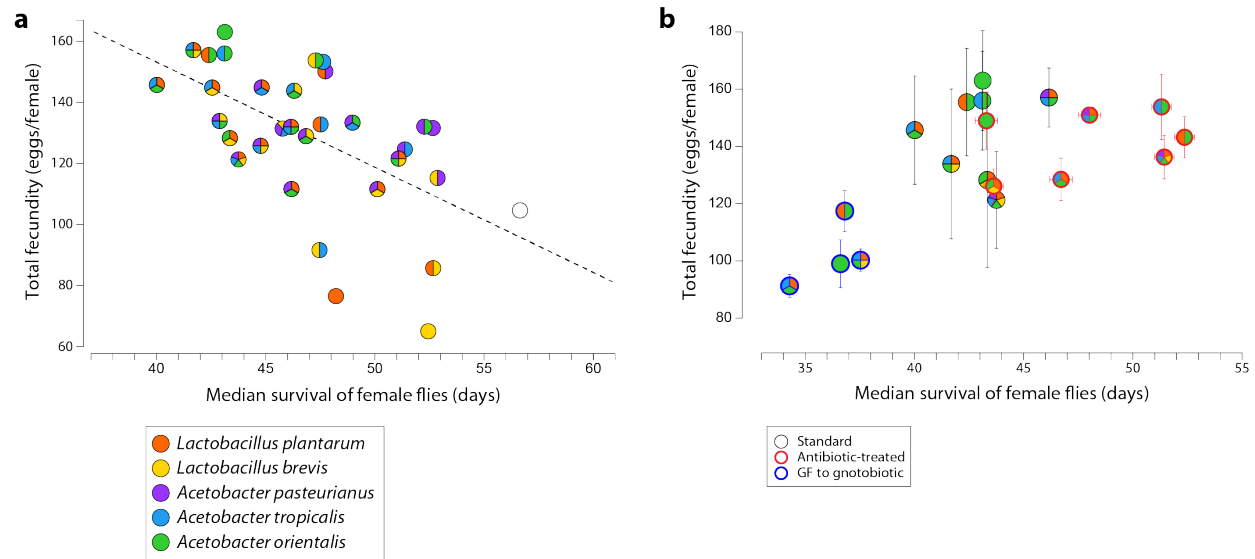 a
Total fecundity (eggs/female)
160
140
120
100
80
60
40
45
50
55
60
Median survival of female flies (days)
Lactobacillus plantarum
Lactobacillus brevis
Acetobacter pasteurianus
Acetobacter tropicalis
Acetobacter orientalis
b
Total fecundity (eggs/female)
180
160
140
120
100
80
35
40
45
50
55
Median survival of female flies (days)
Standard
Antibiotic-treated
GF to gnotobiotic